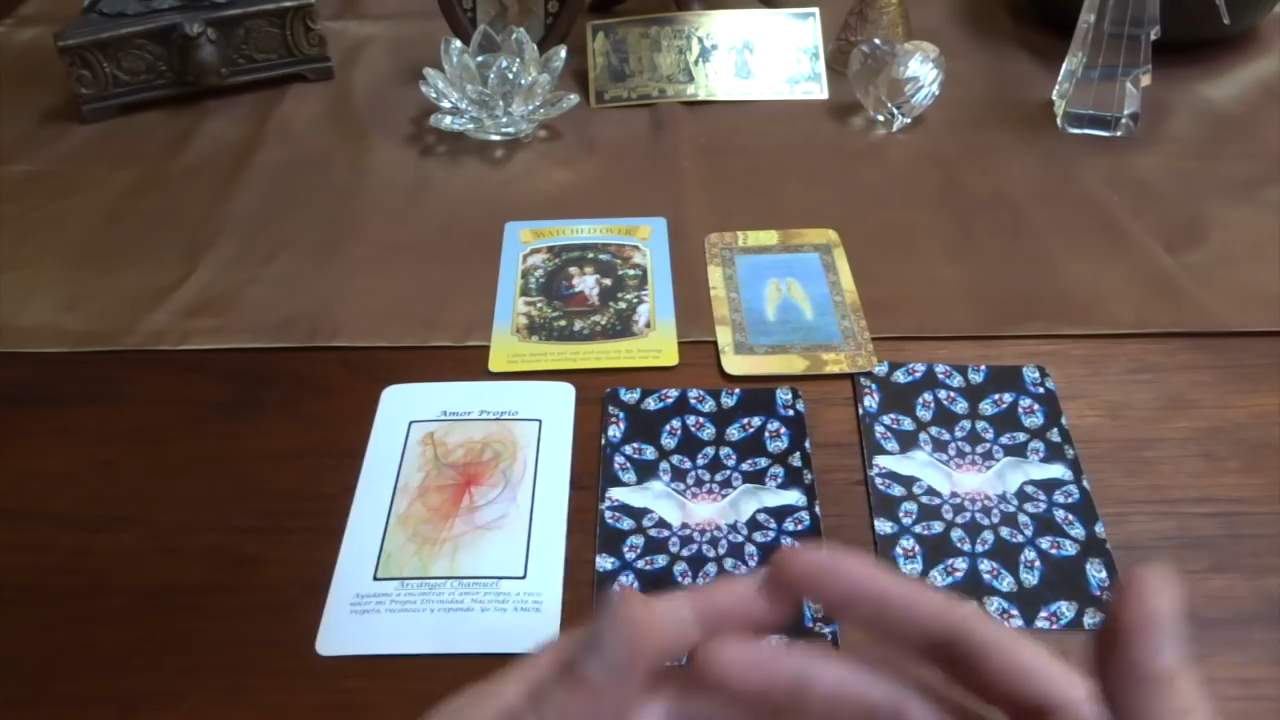 WATCHED OVER
Amor Propio
Arcángel Chamuel
Ayúdame a encontrar el amor propio, a reco
nocer mi Propia Divinidad. Haciendo esto me
respeto, reconozco y expando. Yo Soy AMOR.